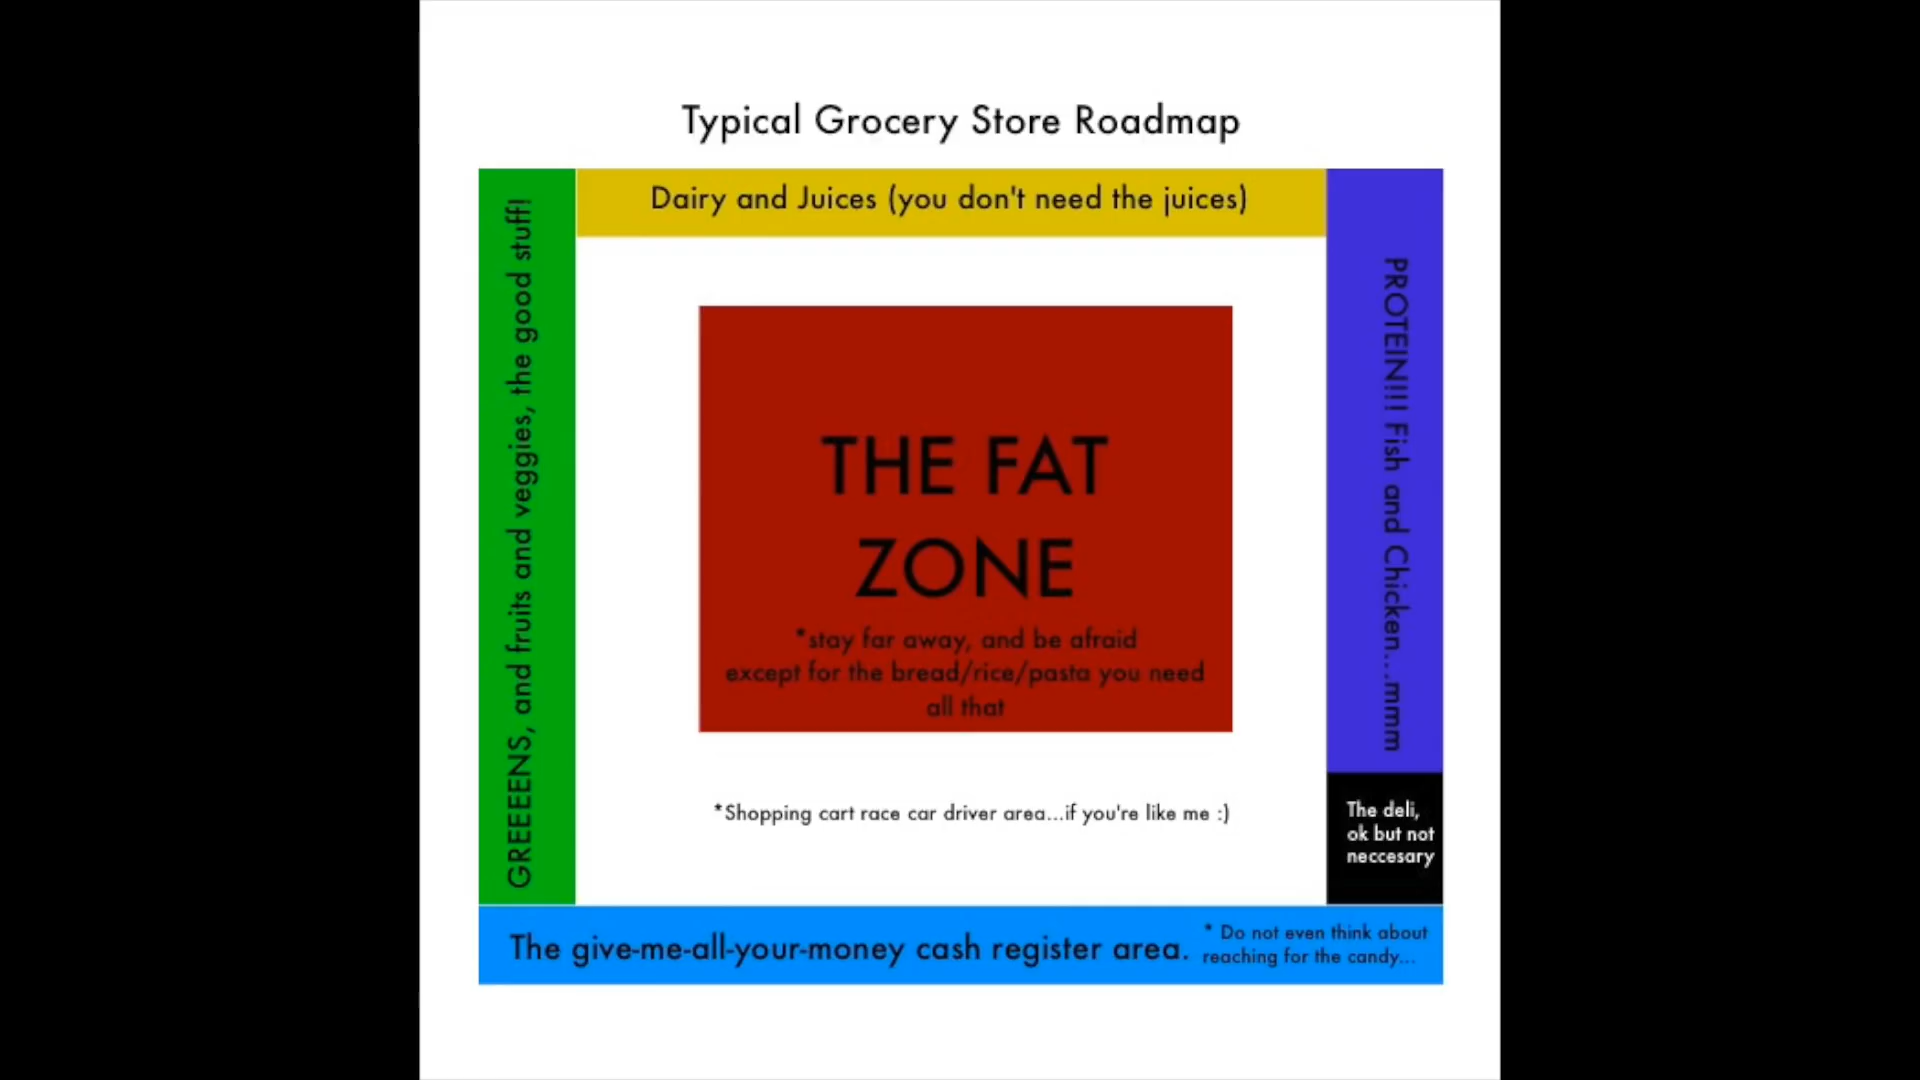 Typical Grocery Store Roadmap
Dairy and Juices (you don't need the juices)
GREEEENS, and fruits and veggies, the good stuff!
THE FAT
ZONE
*stay far away, and be afraid
except for the bread/rice/pasta you need
all that
PROTEIN!!! Fish and Chicken...mmm
*Shopping cart race car driver area...if you're like me :)
The deli,
ok but not
neccesary
The give-me-all-your-money cash register area.
* Do not even think about
reaching for the candy...